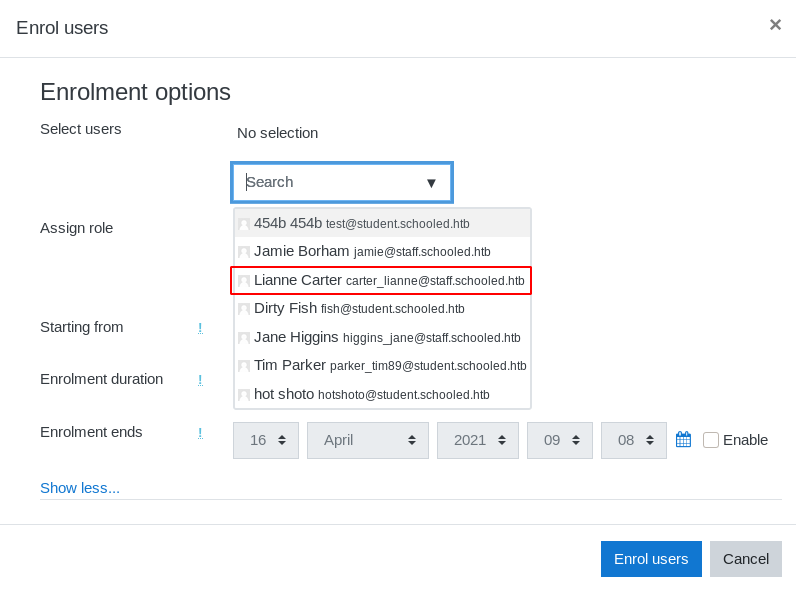 Enrol users ×
Enrolment options
Select users
No selection
Search ▼
454b 454b test@student.schooled.htb
Assign role
Jamie Borham jamie@staff.schooled.htb
Lianne Carter carter_lianne@staff.schooled.htb
Dirty Fish fish@student.schooled.htb
Starting from !
Jane Higgins higgins_jane@staff.schooled.htb
Tim Parker parker_tim89@student.schooled.htb
Enrolment duration !
hot shoto hotshoto@student.schooled.htb
Enrolment ends ! 16 April 2021 09 08 Enable
Show less...
Enrol users Cancel